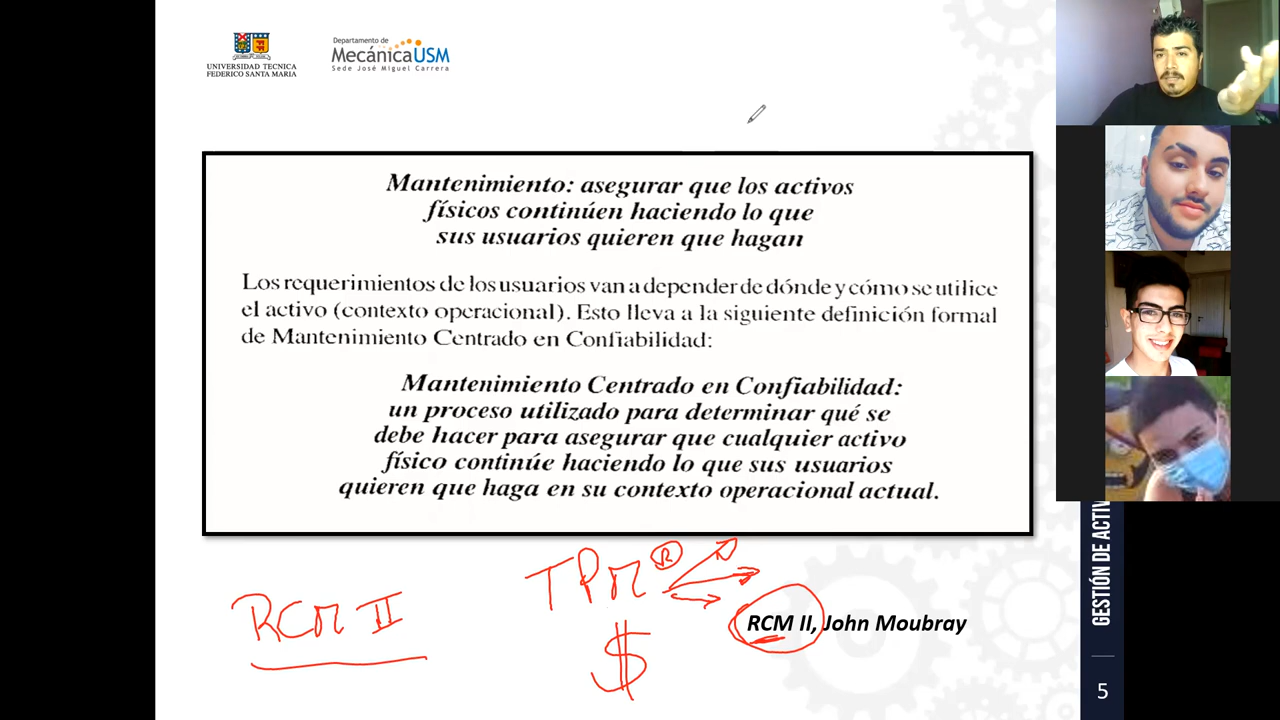 UNIVERSIDAD TECNICA
FEDERICO SANTA MARIA
Departamento de
MecánicaUSM
Sede José Miguel Carrera
Mantenimiento: asegurar que los activos
físicos continúen haciendo lo que
sus usuarios quieren que hagan
Los requerimientos de los usuarios van a depender de dónde y cómo se utilice
el activo (contexto operacional). Esto lleva a la siguiente definición formal
de Mantenimiento Centrado en Confiabilidad:
Mantenimiento Centrado en Confiabilidad:
un proceso utilizado para determinar qué se
debe hacer para asegurar que cualquier activo
físico continúe haciendo lo que sus usuarios
quieren que haga en su contexto operacional actual.
RCM II
TPM ®
$
RCM II, John Moubray
GESTIÓN DE ACTIV
5